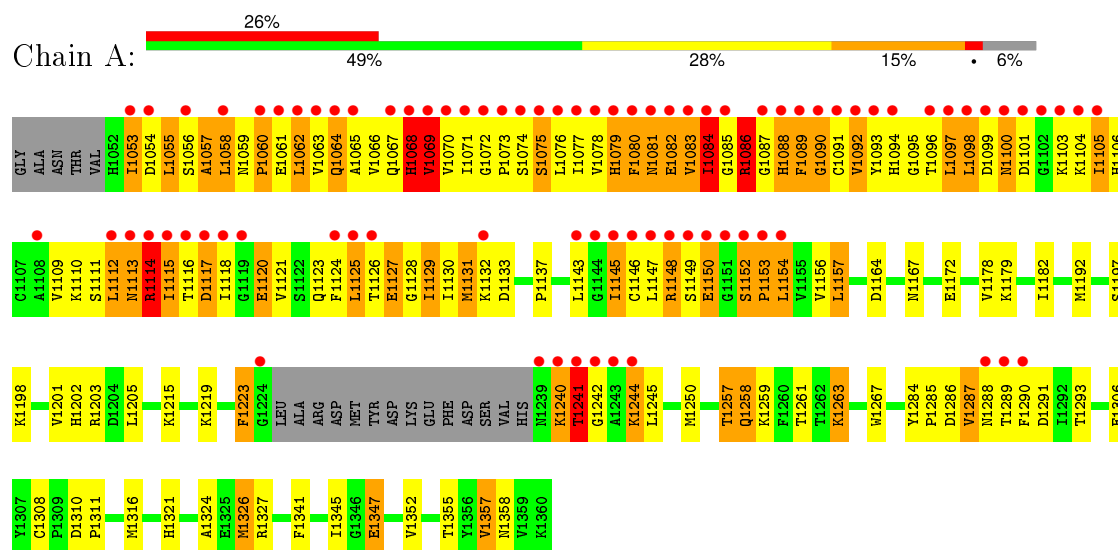 26%
Chain A:
49% 28% 15% • 6%
GLY ALA ASN THR VAL H1052 I1053 D1054 L1055 S1056 A1057 L1058 N1059 P1060 E1061 L1062 V1063 Q1064 A1065 V1066 Q1067 H1068 V1069 V1070 I1071 G1072 P1073 S1074 S1075 L1076 I1077 V1078 H1079 F1080 N1081 E1082 V1083 I1084 G1085 R1086 G1087 H1088 F1089 G1090 C1091 V1092 Y1093 H1094 G1095 T1096 L1097 L1098 D1099 N1100 D1101 G1102 K1103 K1104 I1105 H1106
C1107 A1108 V1109 K1110 S1111 L1112 N1113 R1114 I1115 T1116 D1117 I1118 G1119 E1120 V1121 S1122 Q1123 F1124 L1125 T1126 E1127 G1128 I1129 I1130 M1131 K1132 D1133 P1137 L1143 G1144 I1145 C1146 L1147 R1148 S1149 E1150 G1151 S1152 P1153 L1154 V1155 V1156 L1157 D1164 N1167 E1172 V1178 K1179 I1182 M1192 S1197
K1198 V1201 H1202 R1203 D1204 L1205 K1215 K1219 F1223 G1224 LEU ALA ARG ASP MET TYR ASP LYS GLU PHE ASP SER VAL HIS N1239 K1240 T1241 G1242 A1243 K1244 L1245 M1250 T1257 Q1258 K1259 F1260 T1261 T1262 K1263 W1267 Y1284 P1285 D1286 V1287 N1288 T1289 F1290 D1291 I1292 T1293 E1306
Y1307 C1308 P1309 D1310 P1311 M1316 H1321 A1324 E1325 M1326 R1327 F1341 I1345 G1346 E1347 V1352 T1355 Y1356 V1357 N1358 V1359 K1360